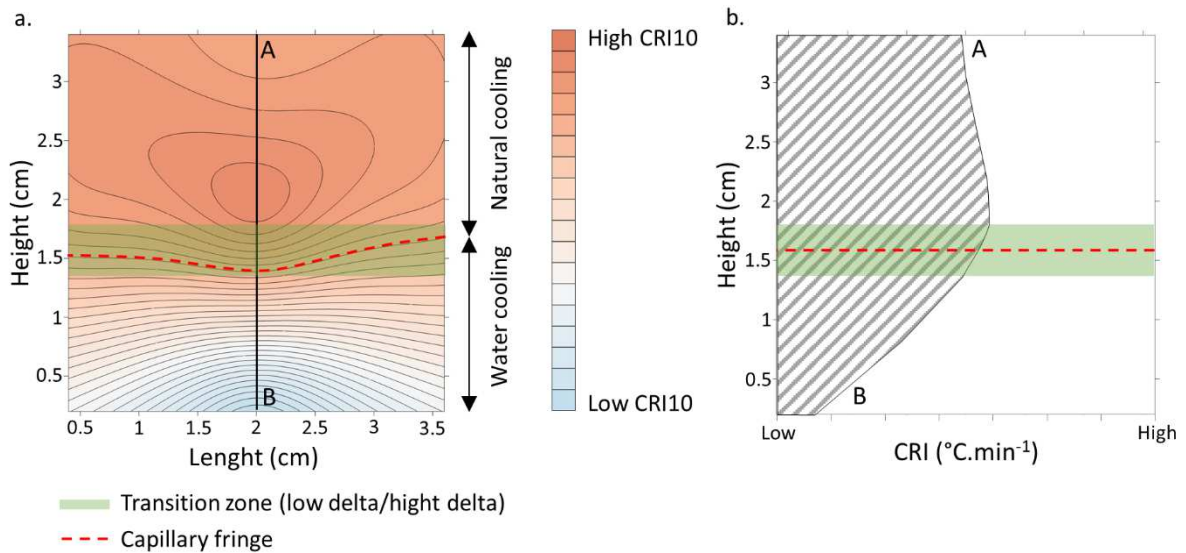 a.
Height (cm)
3
2.5
2
1.5
1
0.5
A
B
0.5 1 1.5 2 2.5 3 3.5
Lenght (cm)
Natural cooling
Water cooling
High CRI10
Low CRI10
b.
Height (cm)
3
2.5
2
1.5
1
0.5
A
B
Low High
CRI (°C.min⁻¹)
Transition zone (low delta/hight delta)
Capillary fringe